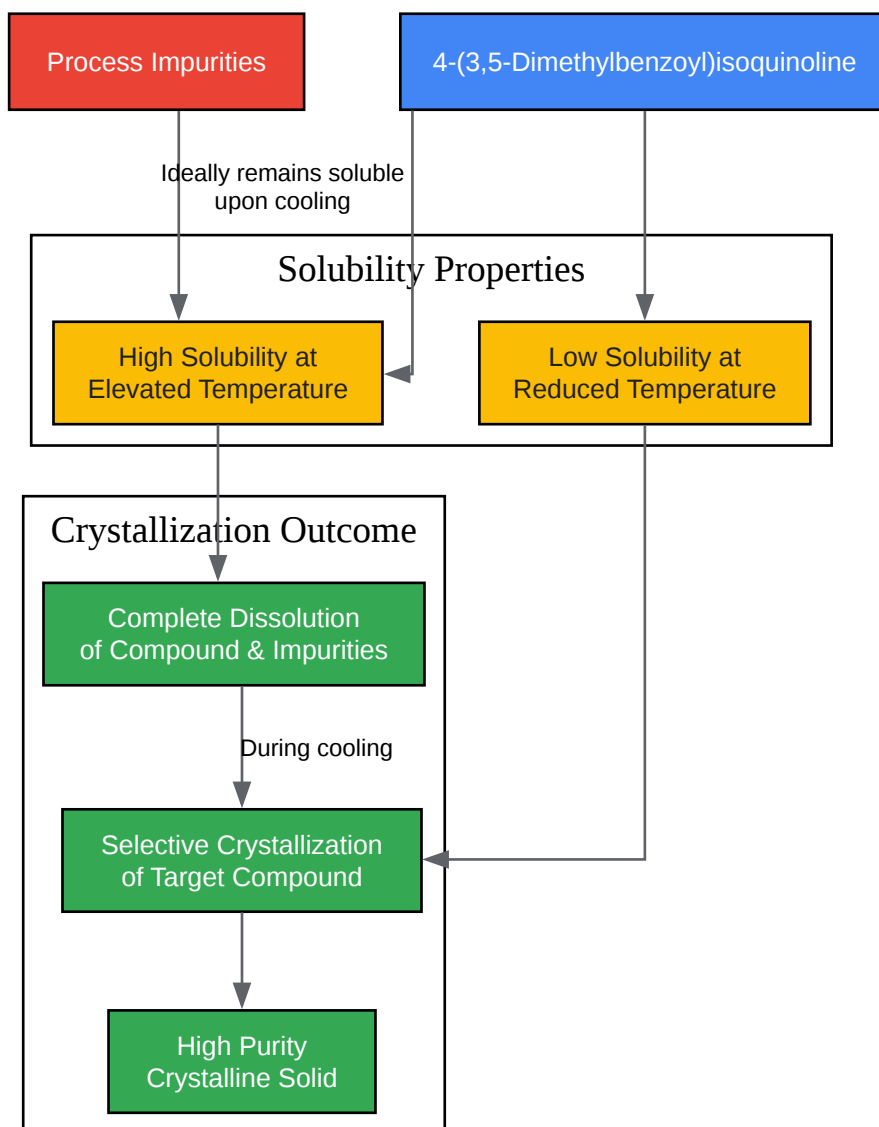 Process Impurities
4-(3,5-Dimethylbenzoyl)isoquinoline
Ideally remains soluble
upon cooling
Solubility Properties
High Solubility at
Elevated Temperature
Low Solubility at
Reduced Temperature
Crystallization Outcome
Complete Dissolution
of Compound & Impurities
During cooling
Selective Crystallization
of Target Compound
High Purity
Crystalline Solid